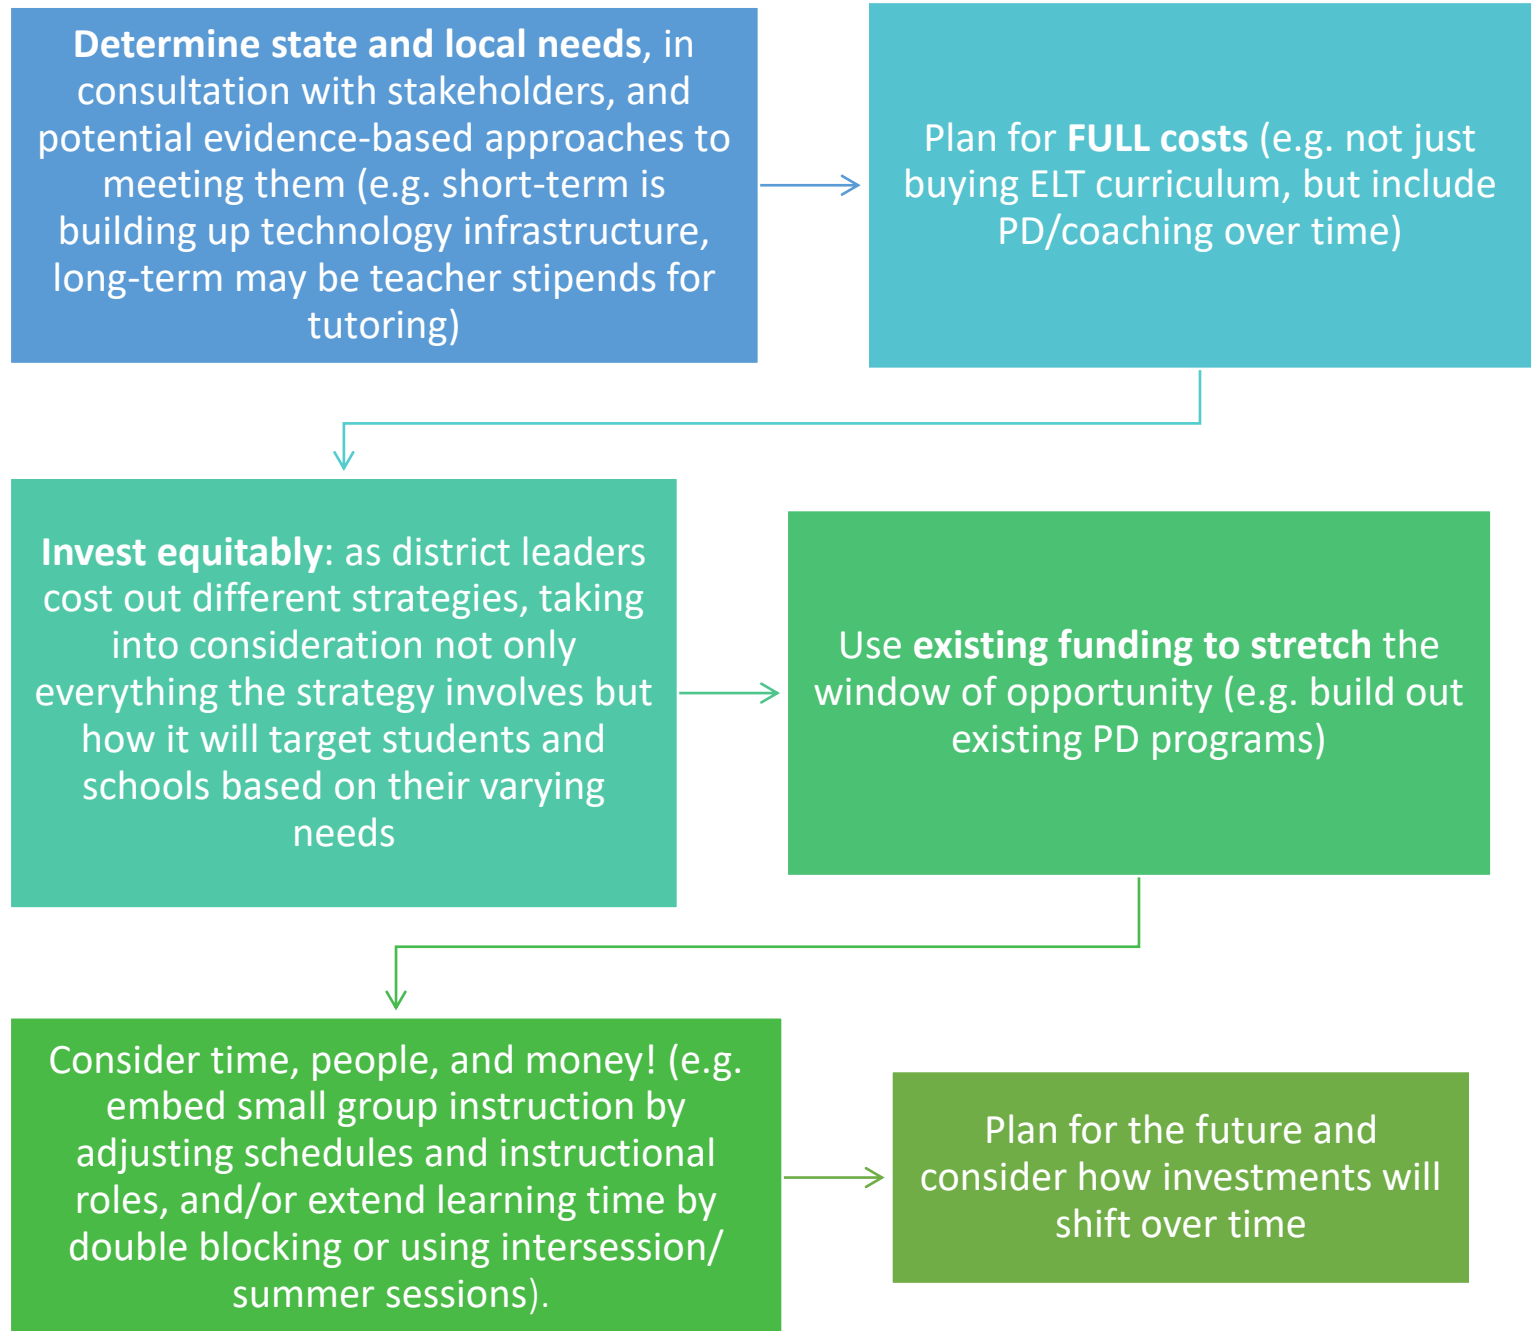 Determine state and local needs, in
consultation with stakeholders, and
potential evidence-based approaches to
meeting them (e.g. short-term is
building up technology infrastructure,
long-term may be teacher stipends for
tutoring)
Plan for FULL costs (e.g. not just
buying ELT curriculum, but include
PD/coaching over time)
Invest equitably: as district leaders
cost out different strategies, taking
into consideration not only
everything the strategy involves but
how it will target students and
schools based on their varying
needs
Use existing funding to stretch the
window of opportunity (e.g. build out
existing PD programs)
Consider time, people, and money! (e.g.
embed small group instruction by
adjusting schedules and instructional
roles, and/or extend learning time by
double blocking or using intersession/
summer sessions).
Plan for the future and
consider how investments will
shift over time